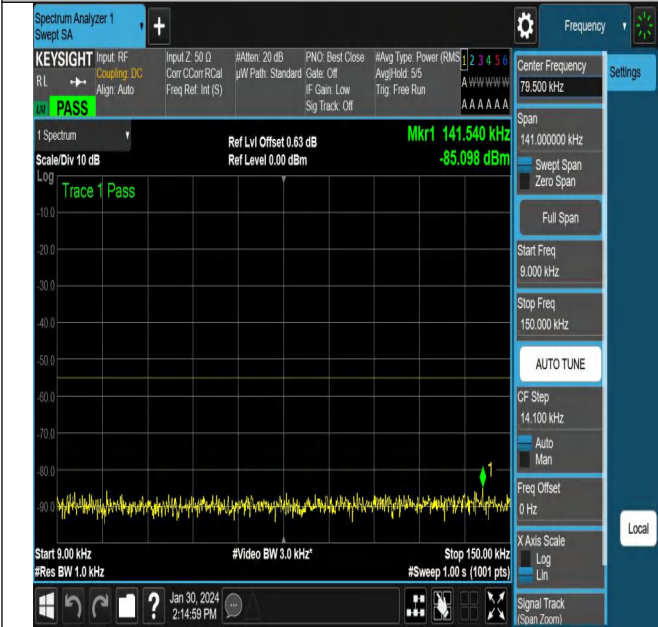 Spectrum Analyzer 1
Swept SA
Frequency
KEYSIGHT
RL
PASS
Input: RF
Coupling: DC
Align: Auto
Input Z: 50 Ω
Corr CCorr RCal
Freq Ref: Int (S)
#Atten: 20 dB
µW Path: Standard
PNO: Best Close
Gate: Off
IF Gain: Low
Sig Track: Off
#Avg Type: Power (RMS
Avg|Hold: 5/5
Trig: Free Run
1 2 3 4 5 6
A W W W W W
A A A A A A
1 Spectrum
Scale/Div 10 dB
Ref Lvl Offset 0.63 dB
Ref Level 0.00 dBm
Mkr1 141.540 kHz
-85.098 dBm
Log
Trace 1 Pass
-10.0
-20.0
-30.0
-40.0
-50.0
-60.0
-70.0
-80.0
-90.0
1
Start 9.00 kHz
#Res BW 1.0 kHz
#Video BW 3.0 kHz*
Stop 150.00 kHz
#Sweep 1.00 s (1001 pts)
Jan 30, 2024
2:14:59 PM
Center Frequency
79.500 kHz
Settings
Span
141.000000 kHz
Swept Span
Zero Span
Full Span
Start Freq
9.000 kHz
Stop Freq
150.000 kHz
AUTO TUNE
CF Step
14.100 kHz
Auto
Man
Freq Offset
0 Hz
X Axis Scale
Log
Lin
Local
Signal Track
(Span Zoom)